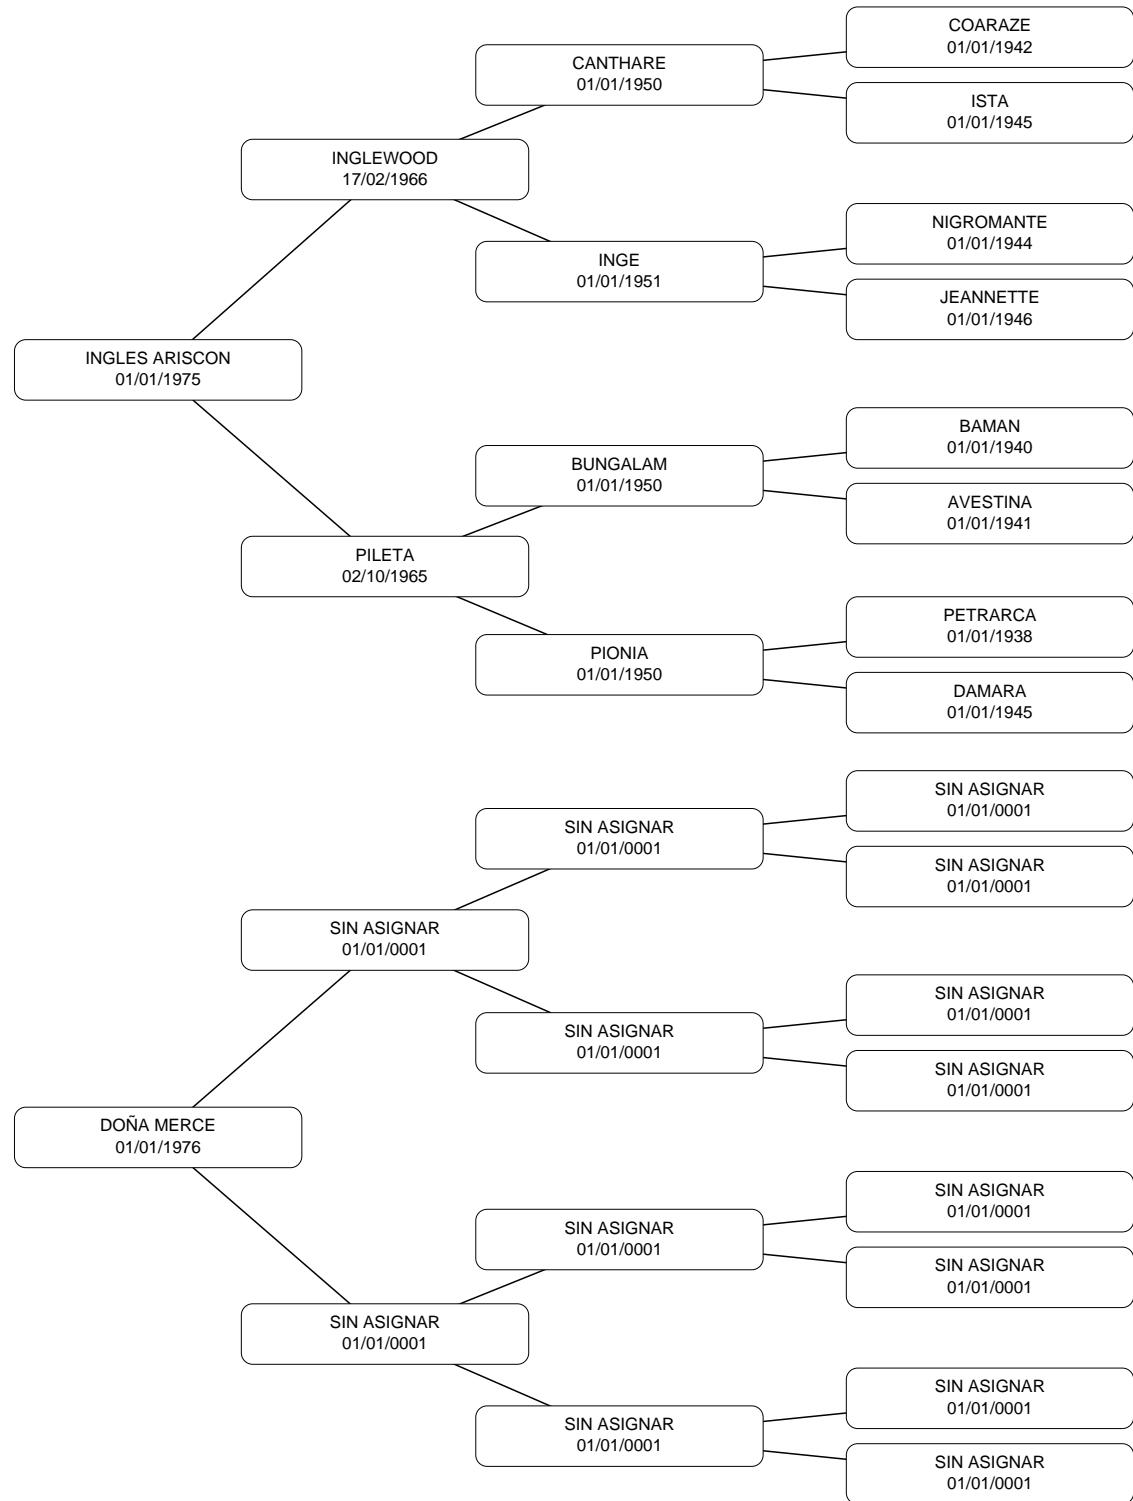 COARAZE
01/01/1942
CANTHARE
01/01/1950
ISTA
01/01/1945
INGLEWOOD
17/02/1966
NIGROMANTE
01/01/1944
INGE
01/01/1951
JEANNETTE
01/01/1946
INGLES ARISCON
01/01/1975
BAMAN
01/01/1940
BUNGALAM
01/01/1950
AVESTINA
01/01/1941
PILETA
02/10/1965
PETRARCA
01/01/1938
PIONIA
01/01/1950
DAMARA
01/01/1945
SIN ASIGNAR
01/01/0001
SIN ASIGNAR
01/01/0001
SIN ASIGNAR
01/01/0001
SIN ASIGNAR
01/01/0001
SIN ASIGNAR
01/01/0001
SIN ASIGNAR
01/01/0001
SIN ASIGNAR
01/01/0001
DOÑA MERCE
01/01/1976
SIN ASIGNAR
01/01/0001
SIN ASIGNAR
01/01/0001
SIN ASIGNAR
01/01/0001
SIN ASIGNAR
01/01/0001
SIN ASIGNAR
01/01/0001
SIN ASIGNAR
01/01/0001
SIN ASIGNAR
01/01/0001